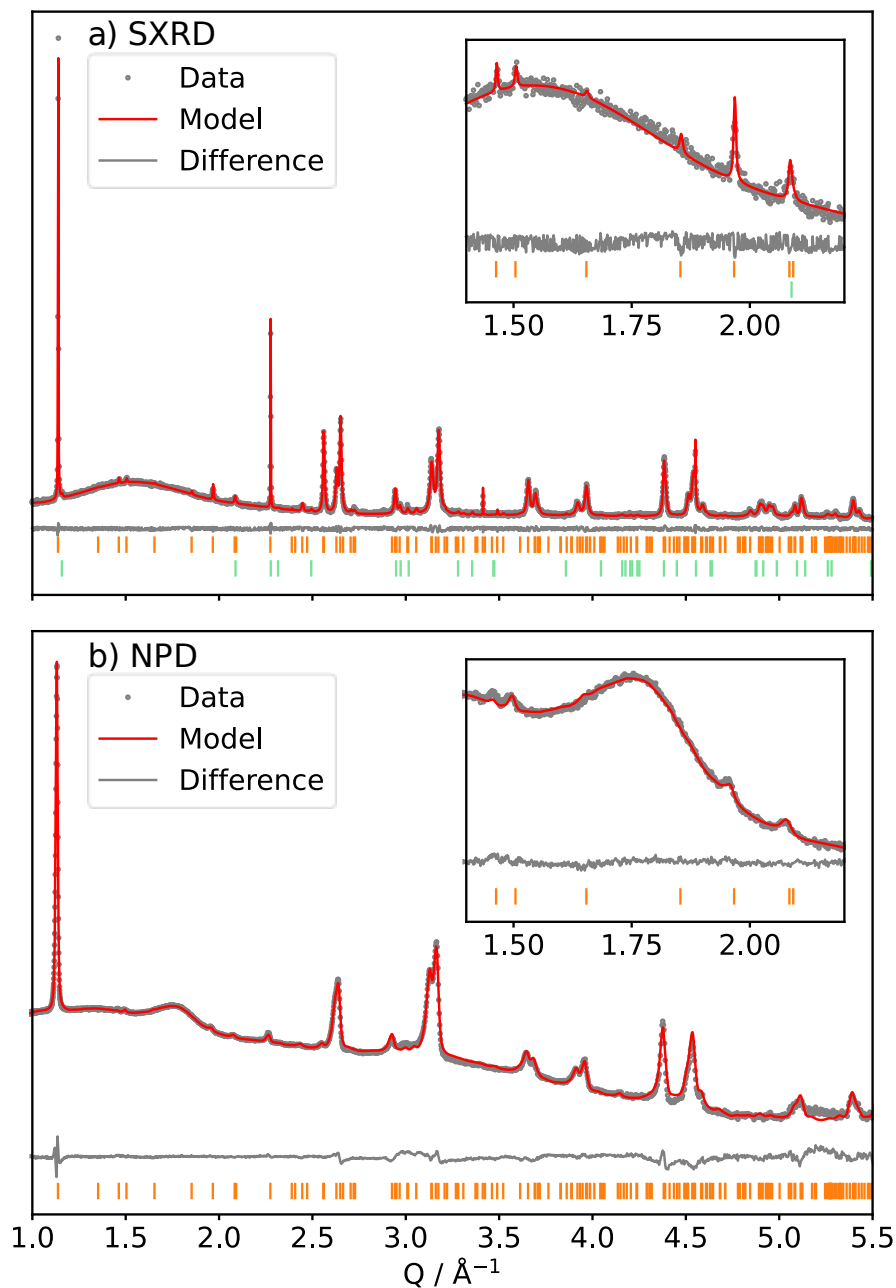 a) SXRD
Data
Model
Difference
1.50 1.75 2.00
b) NPD
Data
Model
Difference
1.50 1.75 2.00
1.0 1.5 2.0 2.5 3.0 3.5 4.0 4.5 5.0 5.5
Q / Å⁻¹